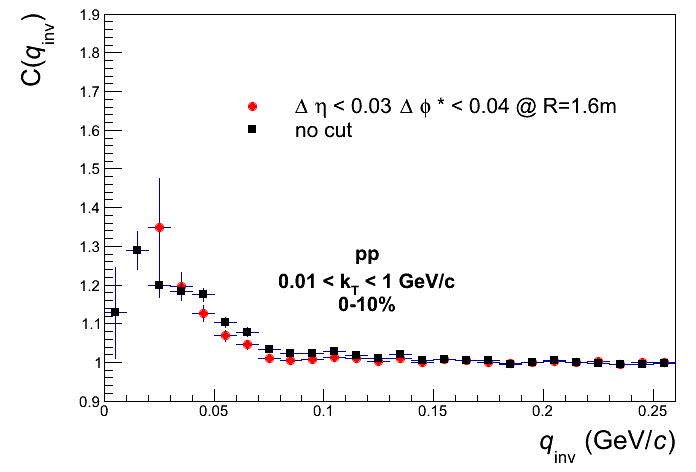 C(q_inv)
1.9
1.8
1.7
1.6
1.5
1.4
1.3
1.2
1.1
1
0.9
Δ η < 0.03 Δ ϕ * < 0.04 @ R=1.6m
no cut
pp
0.01 < k_T < 1 GeV/c
0-10%
0 0.05 0.1 0.15 0.2 0.25
q_inv (GeV/c)